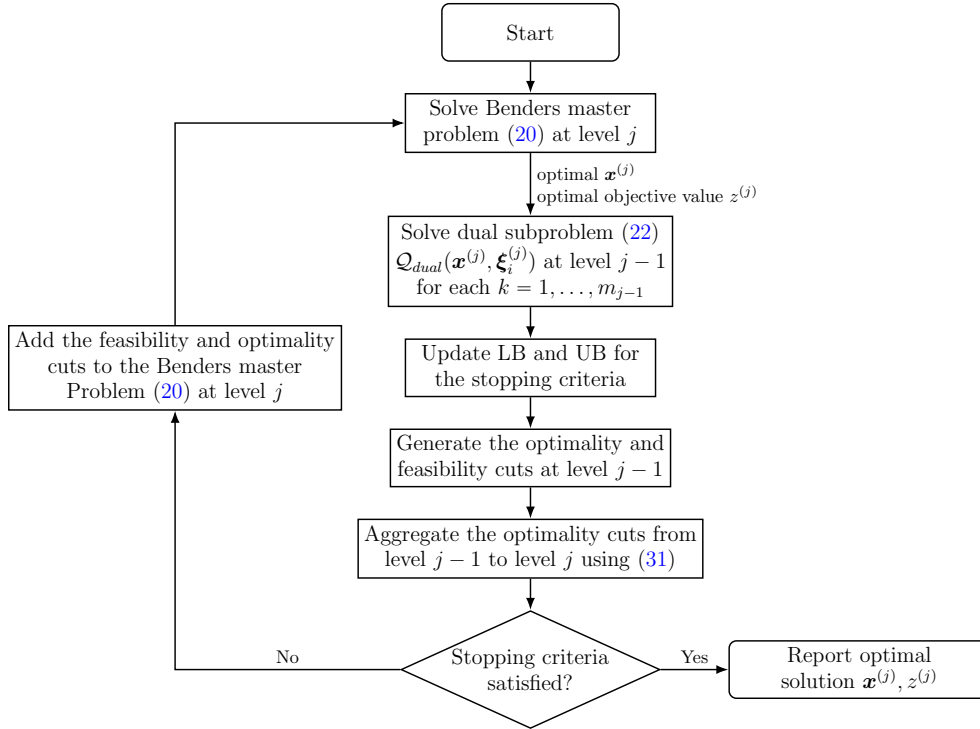 Start
Solve Benders master
problem (20) at level j
optimal x^{(j)}
optimal objective value z^{(j)}
Solve dual subproblem (22)
Q_{dual}(x^{(j)}, ξ_i^{(j)}) at level j − 1
for each k = 1, . . . , m_{j−1}
Update LB and UB for
the stopping criteria
Generate the optimality and
feasibility cuts at level j − 1
Aggregate the optimality cuts from
level j − 1 to level j using (31)
Stopping criteria
satisfied?
No
Add the feasibility and optimality
cuts to the Benders master
Problem (20) at level j
Yes
Report optimal
solution x^{(j)}, z^{(j)}